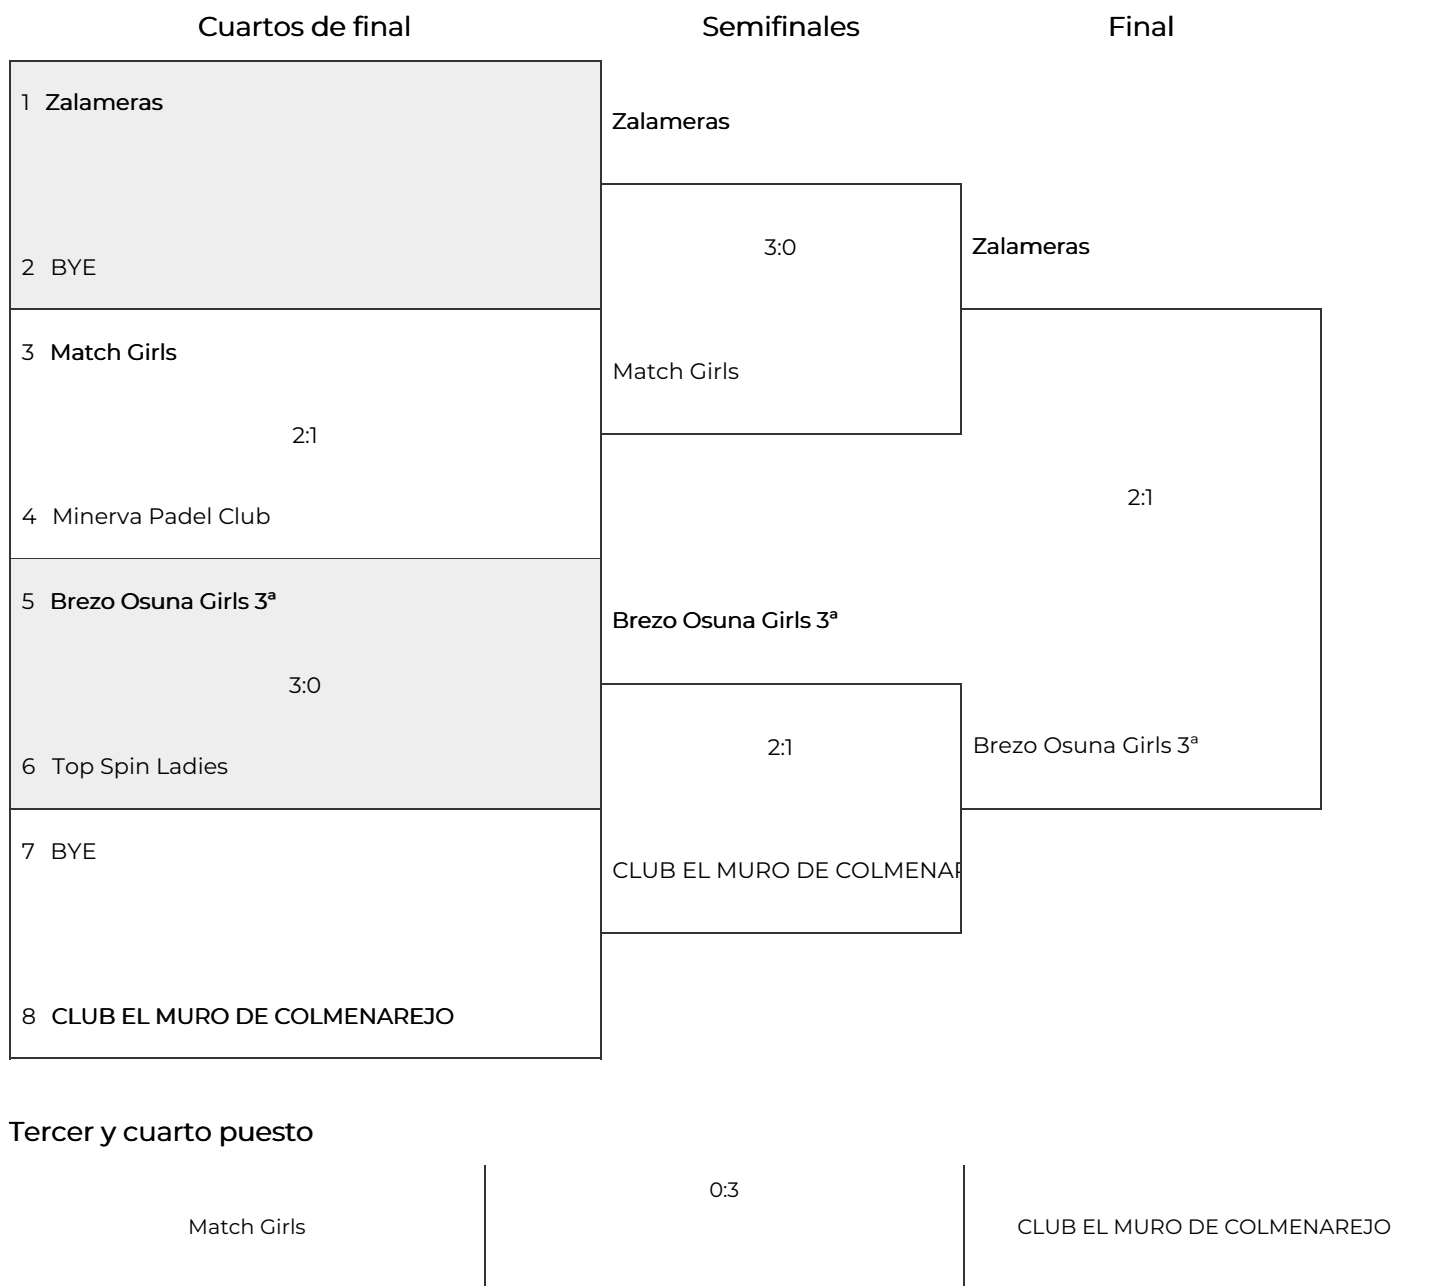 Cuartos de final Semifinales Final
1 Zalameras
Zalameras
3:0 Zalameras
2 BYE
3 Match Girls
Match Girls
2:1
2:1
4 Minerva Padel Club
5 Brezo Osuna Girls 3ª
Brezo Osuna Girls 3ª
3:0
2:1 Brezo Osuna Girls 3ª
6 Top Spin Ladies
7 BYE
CLUB EL MURO DE COLMENAR
8 CLUB EL MURO DE COLMENAREJO
Tercer y cuarto puesto
0:3
Match Girls CLUB EL MURO DE COLMENAREJO